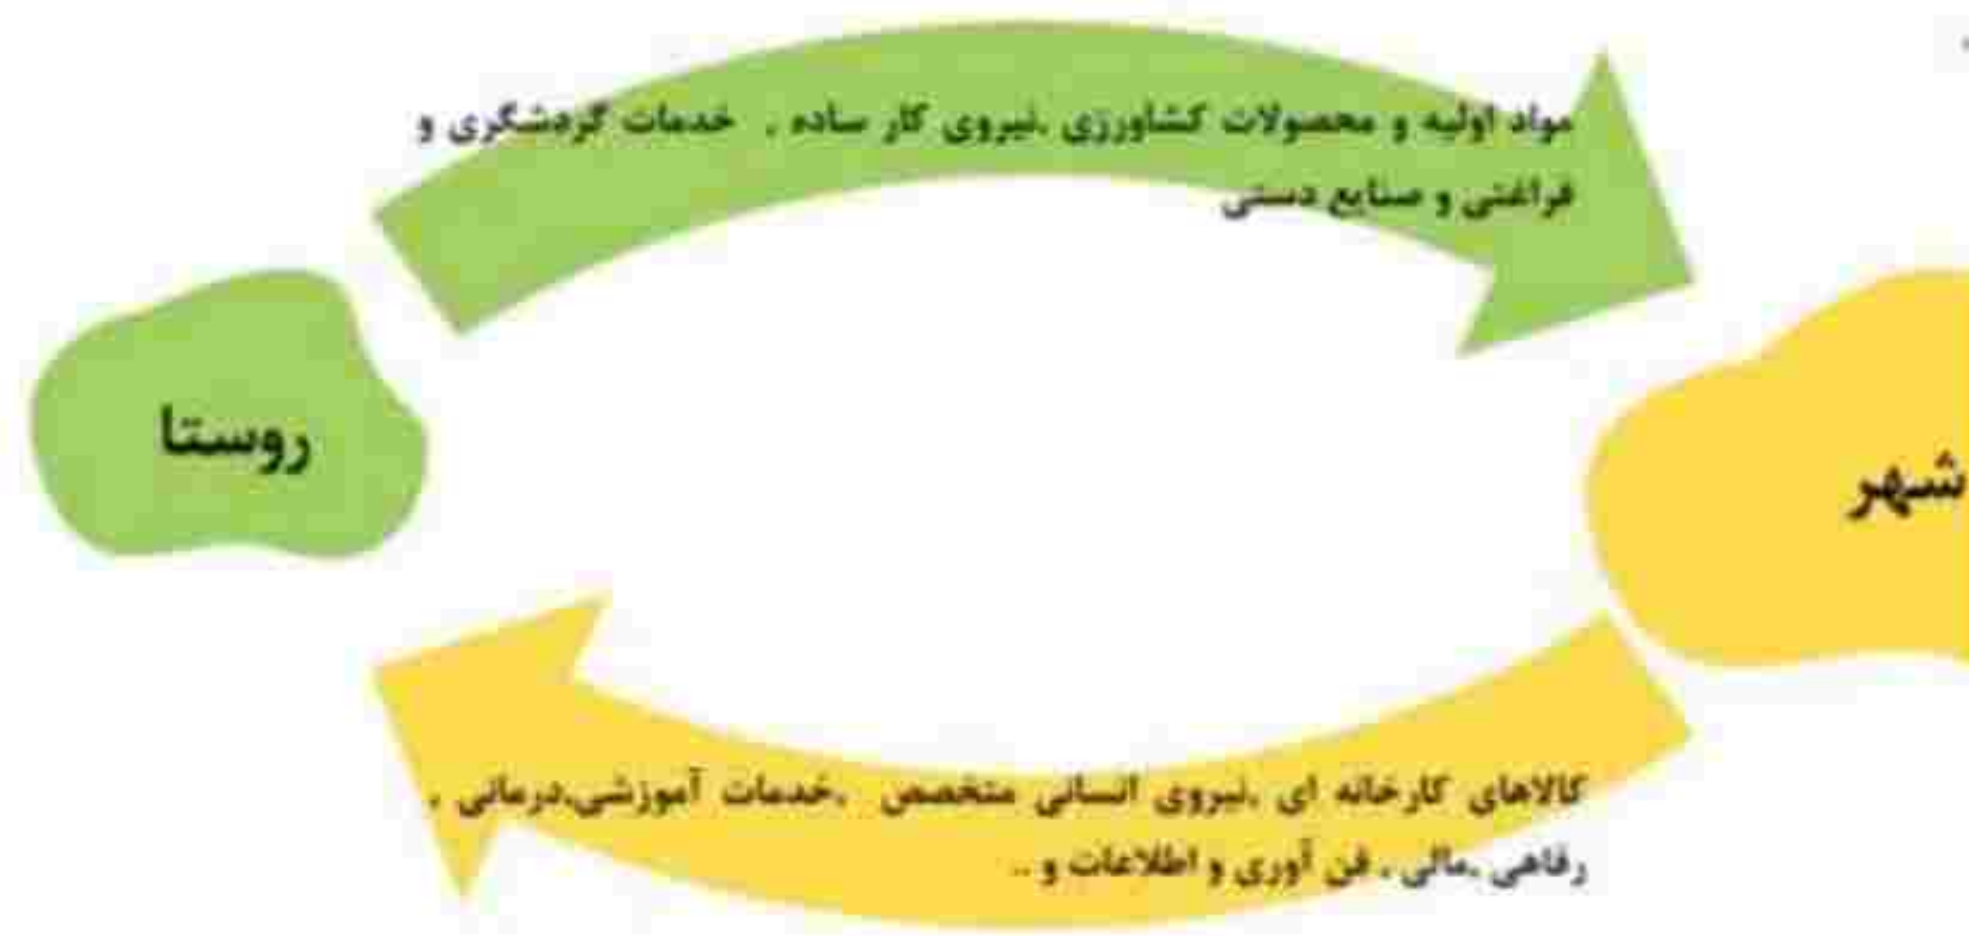 مواد اولیه و محصولات کشاورزی ،نیروی کار ساده ، خدمات گردشگری و
فراغتی و صنایع دستی
روستا
شهر
کالاهای کارخانه ای ،نیروی انسانی متخصص ،خدمات آموزشی،درمانی ،
رفاهی ،مالی ، فن آوری و اطلاعات و ..